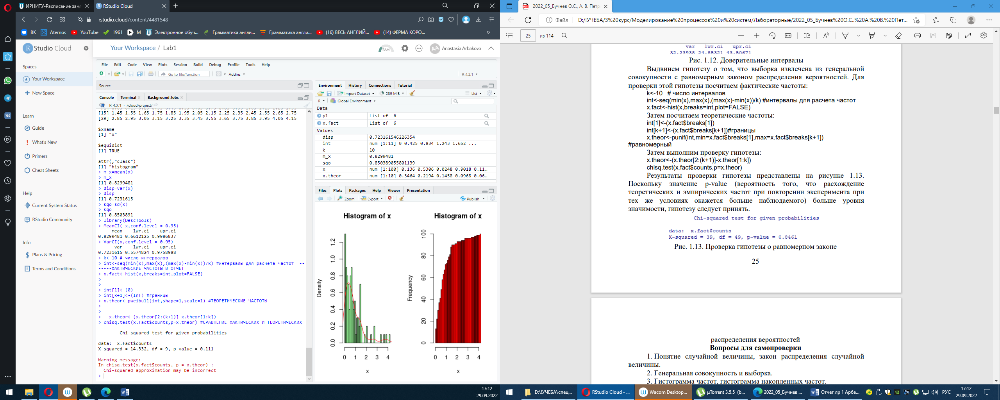 ИРНИТУ-Расписание заня
RStudio Cloud
rstudio.cloud/content/4481548
ВК
Aternos
YouTube
1961
М
Электронное обуч...
Грамматика англи...
Грамматика англи...
(16) ВЕСЬ АНГЛИЙ...
(14) ФЕРМА КОРО...
R Studio Cloud
Spaces
Your Workspace
New Space
Learn
Guide
What's New
Primers
Cheat Sheets
Help
Current System Status
RStudio Community
Info
Plans & Pricing
Terms and Conditions
Your Workspace / Lab1
RAM
AA
Anastasia Arbakova
File Edit Code View Plots Session Build Debug Profile Tools Help
Go to file/function
Addins
R 4.2.1
Source
Console Terminal Background Jobs
R 4.2.1 · /cloud/project/
[15] 1.45 1.55 1.65 1.75 1.85 1.95 2.05 2.15 2.25 2.35 2.45 2.55 2.65 2.75
[29] 2.85 2.95 3.05 3.15 3.25 3.35 3.45 3.55 3.65 3.75 3.85 3.95 4.05 4.15
$xname
[1] "x"
$equidist
[1] TRUE
attr(,"class")
[1] "histogram"
> m_x=mean(x)
> m_x
[1] 0.8299481
> disp=var(x)
> disp
[1] 0.7231615
> sqo=sd(x)
> sqo
[1] 0.8503891
> library(DescTools)
> MeanCI( x,conf.level = 0.95)
mean lwr.ci upr.ci
0.8299481 0.6612125 0.9986837
> VarCI(x,conf.level = 0.95)
var lwr.ci upr.ci
0.7231615 0.5574824 0.9758988
> k<-10 # число интервалов
> int<-seq(min(x),max(x),(max(x)-min(x))/k) #интервалы для расчета частот --
------ФАКТИЧЕСКИЕ ЧАСТОТЫ В ОТЧЕТ
> x.fact<-hist(x,breaks=int,plot=FALSE)
>
>
> int[1]<-(0)
> int[k+1]<-(Inf) #границы
> x.theor<-pweibull(int,shape=1,scale=1) #ТЕОРЕТИЧЕСКИЕ ЧАСТОТЫ
>
>
> x.theor<-(x.theor[2:(k+1)]-x.theor[1:k])
> chisq.test(x.fact$counts,p=x.theor) #СРАВНЕНИЕ ФАКТИЧЕСКИХ И ТЕОРЕТИЧЕСКИХ
Chi-squared test for given probabilities
data: x.fact$counts
X-squared = 14.332, df = 9, p-value = 0.111
Warning message:
In chisq.test(x.fact$counts, p = x.theor) :
Chi-squared approximation may be incorrect
>
Environment History Connections Tutorial
Import Dataset
289 MiB
List
R
Global Environment
Data
p1 List of 6
x.fact List of 6
Values
disp 0.723161546226354
int num [1:11] 0 0.425 0.834 1.243 1.652 ...
k 10
m_x 0.8299481
sqo 0.850389055801139
x num [1:100] 0.136 0.5306 0.0248 0.9018 0.11…
x.theor num [1:10] 0.3464 0.2194 0.1458 0.0968 0.06…
Files Plots Packages Help Viewer Presentation
Zoom
Export
Publish
Histogram of x
Density
0.0 0.2 0.4 0.6 0.8 1.0 1.2
0 1 2 3 4
x
Histogram of x
Frequency
0 20 40 60 80 100
0 1 2 3 4
x
17:12
29.09.2022
2022_05_Бучнев О.С., А. В. Петр
Файл
D:/!УЧЕБА/3%20курс/Моделирование%20процессов%20и%20систем/Лабораторные/2022_05_Бучнев%20О.С.,%20А.%20В.%20Пет...
25 из 114
var lwr.ci upr.ci
32.23938 24.85321 43.50671
Рис. 1.12. Доверительные интервалы
Выдвинем гипотезу о том, что выборка извлечена из генеральной
совокупности с равномерным законом распределения вероятностей. Для
проверки этой гипотезы посчитаем фактические частоты:
k<-10 # число интервалов
int<-seq(min(x),max(x),(max(x)-min(x))/k) #интервалы для расчета частот
x.fact<-hist(x,breaks=int,plot=FALSE)
Затем посчитаем теоретические частоты:
int[1]<-(x.fact$breaks[1])
int[k+1]<-(x.fact$breaks[k+1])#границы
x.theor<-punif(int,min=x.fact$breaks[1],max=x.fact$breaks[k+1])
#равномерный
Затем выполним проверку гипотезы:
x.theor<-(x.theor[2:(k+1)]-x.theor[1:k])
chisq.test(x.fact$counts,p=x.theor)
Результаты проверки гипотезы представлены на рисунке 1.13.
Поскольку значение p-value (вероятность того, что расхождение
теоретических и эмпирических частот при повторении эксперимента при
тех же условиях окажется больше наблюдаемого) больше уровня
значимости, гипотезу следует принять.
Chi-squared test for given probabilities
data: x.fact$counts
X-squared = 39, df = 49, p-value = 0.8461
Рис. 1.13. Проверка гипотезы о равномерном законе
25
распределения вероятностей
Вопросы для самопроверки
1. Понятие случайной величины, закон распределения случайной
величины.
2. Генеральная совокупность и выборка.
3. Гистограмма частот, гистограмма накопленных частот.
D:\!УЧЕБА\спец...
RStudio Cloud - ...
Wacom Desktop...
µTorrent 3.5.5 (b...
2022_05_Бучнев ...
Отчет лр 1 Арба...
РУС
17:12
29.09.2022